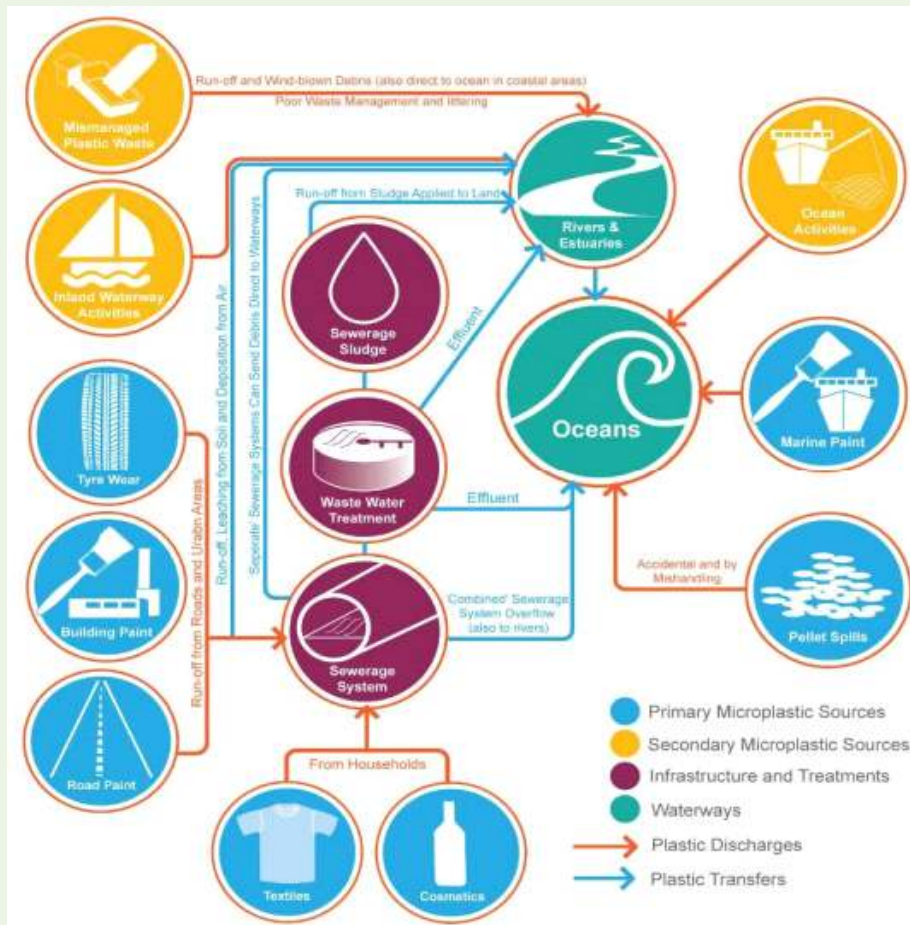 Run-off and Wind-blown Debris (also direct to ocean in coastal areas)
Poor Waste Management and littering
Mismanaged
Plastic Waste
Inland Waterway
Activities
Rivers &
Estuaries
Ocean
Activities
Run-off from Sludge Applied to Land
Sewerage
Sludge
Effluent
Run-off, Leaching from Soil and Deposition from Air
Seperate' Sewerage Systems Can Send Debris Direct to Waterways
Oceans
Marine Paint
Tyre Wear
Waste Water
Treatment
Effluent
Run-off from Roads and Urabn Areas
Building Paint
Accidental and by
Mishandling
Pellet Spills
Combined' Sewerage
System Overflow
(also to rivers)
Sewerage
System
Road Paint
From Households
Textiles
Cosmatics
Primary Microplastic Sources
Secondary Microplastic Sources
Infrastructure and Treatments
Waterways
Plastic Discharges
Plastic Transfers